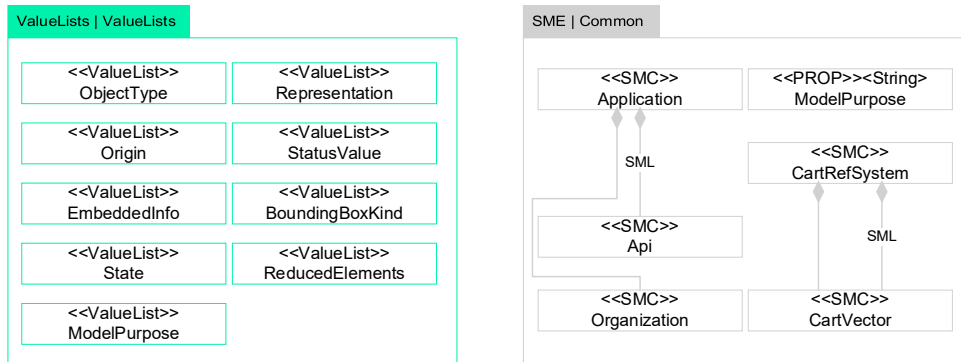 ValueLists | ValueLists
<<ValueList>>
ObjectType
<<ValueList>>
Representation
<<ValueList>>
Origin
<<ValueList>>
StatusValue
<<ValueList>>
EmbeddedInfo
<<ValueList>>
BoundingBoxKind
<<ValueList>>
State
<<ValueList>>
ReducedElements
<<ValueList>>
ModelPurpose
SME | Common
<<SMC>>
Application
<<PROP>><String>
ModelPurpose
SML
<<SMC>>
CartRefSystem
<<SMC>>
Api
SML
<<SMC>>
Organization
<<SMC>>
CartVector